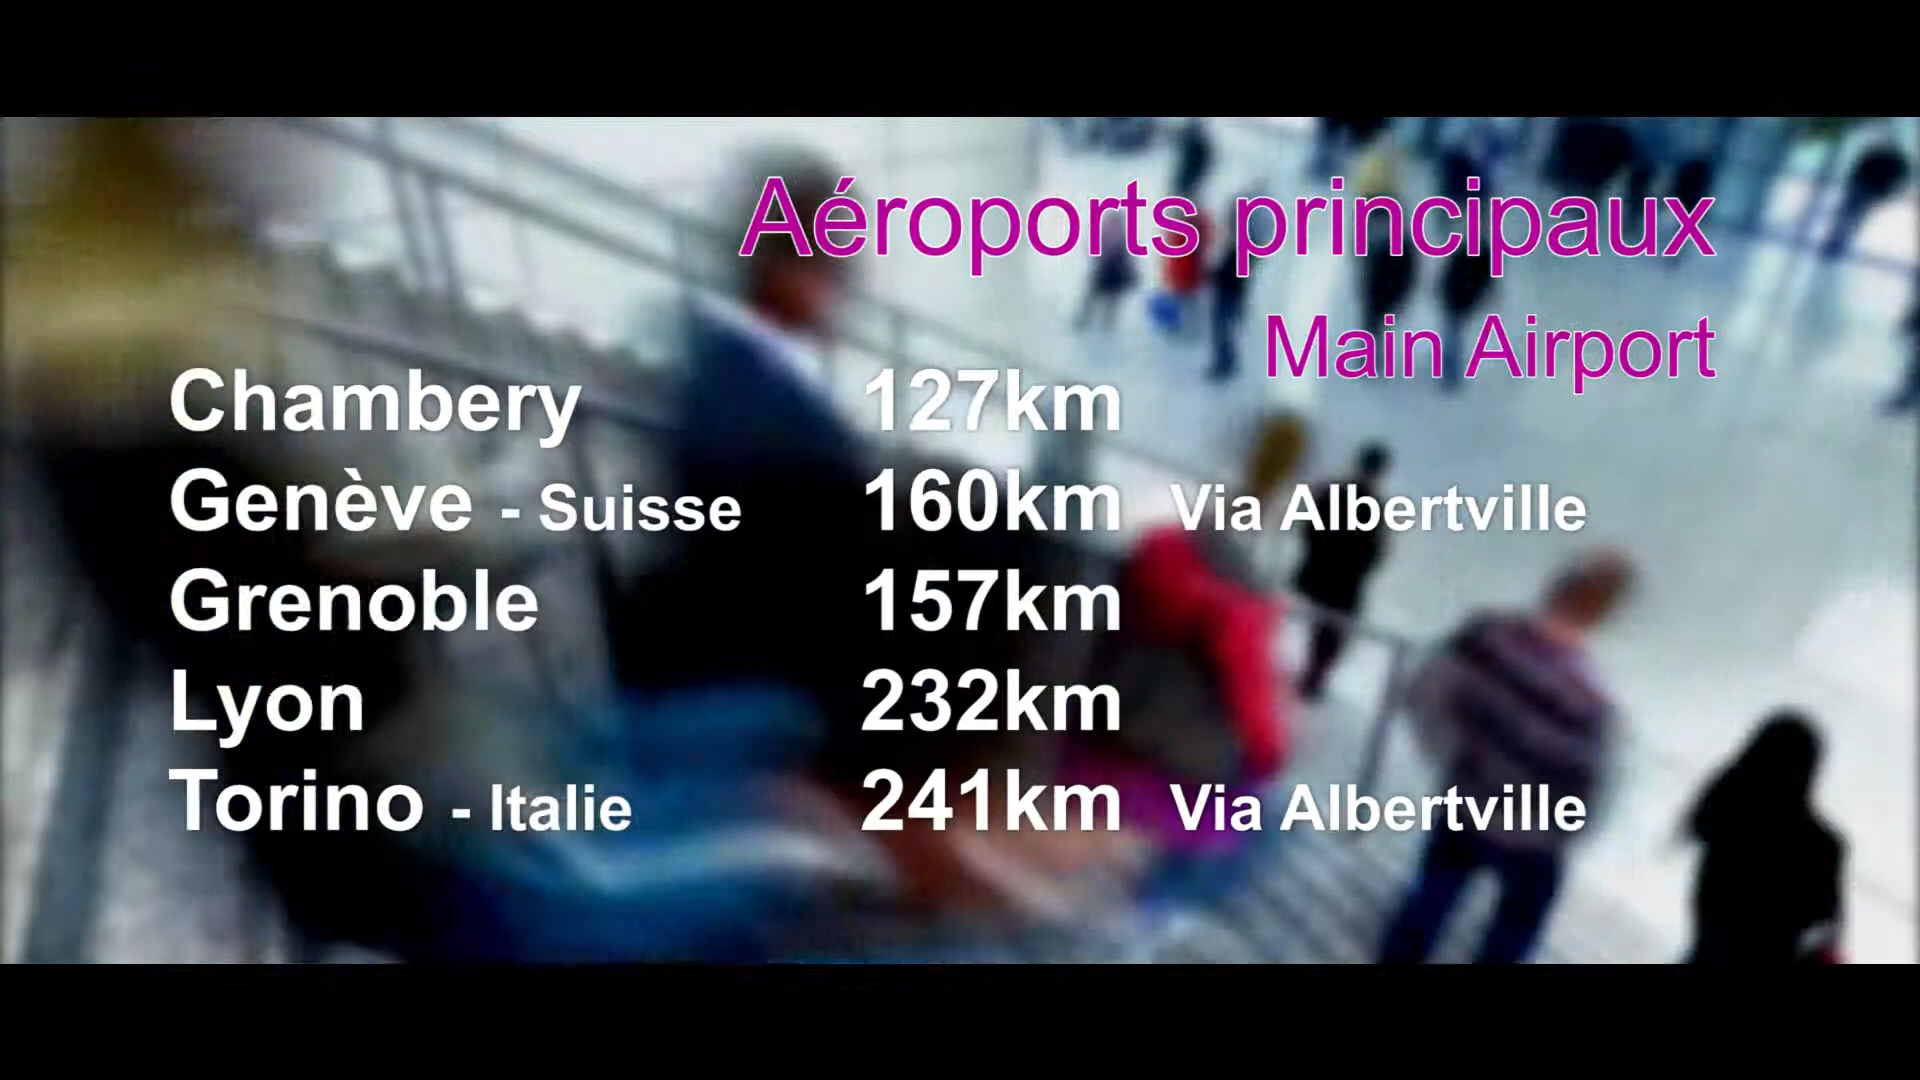 Aéroports principaux
Main Airport
Chambery 127km
Genève - Suisse 160km Via Albertville
Grenoble 157km
Lyon 232km
Torino - Italie 241km Via Albertville